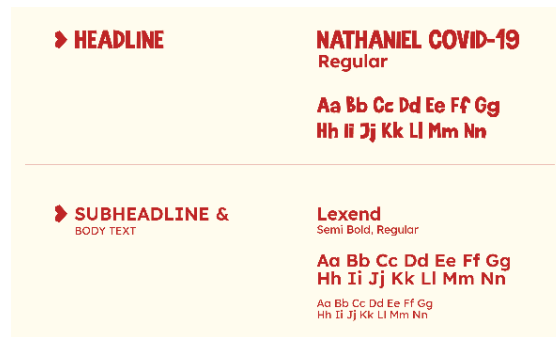 HEADLINE
NATHANIEL COVID-19
Regular
Aa Bb Cc Dd Ee Ff Gg
Hh Ii Jj Kk Ll Mm Nn
SUBHEADLINE &
BODY TEXT
Lexend
Semi Bold, Regular
Aa Bb Cc Dd Ee Ff Gg
Hh Ii Jj Kk Ll Mm Nn
Aa Bb Cc Dd Ee Ff Gg
Hh Ii Jj Kk Ll Mm Nn